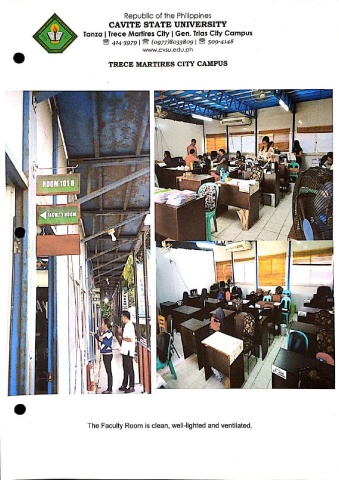 Republic of the Philippines
CAVITE STATE UNIVERSITY
Tanza | Trece Martires City | Gen. Trias City Campus
☏ 414-3979 | ☏ (097728033809) | ☏ 509-4148
www.cvsu.edu.ph
TRECE MARTIRES CITY CAMPUS
ROOM 101 B
FACULTY ROOM
The Faculty Room is clean, well-lighted and ventilated.